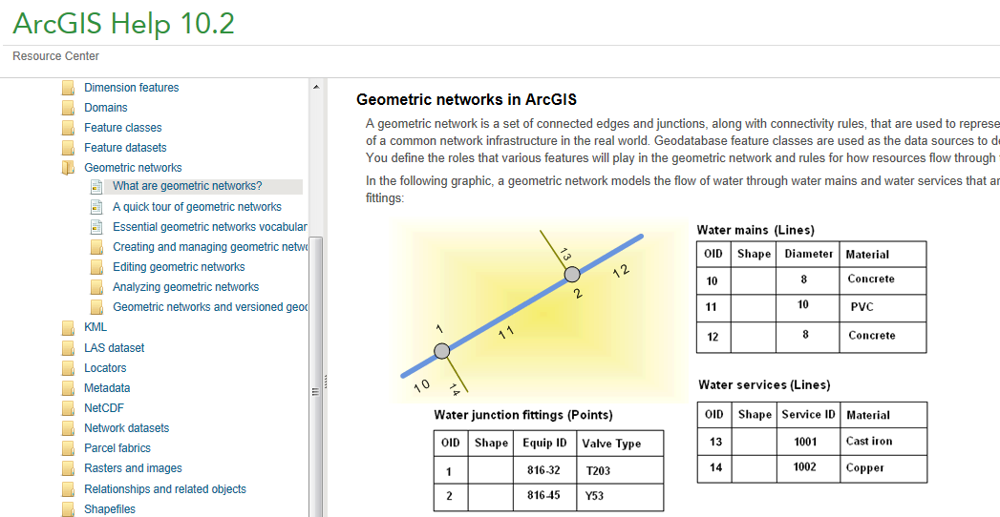 ArcGIS Help 10.2
Resource Center
Dimension features
Domains
Feature classes
Feature datasets
Geometric networks
What are geometric networks?
A quick tour of geometric networks
Essential geometric networks vocabular
Creating and managing geometric netwo
Editing geometric networks
Analyzing geometric networks
Geometric networks and versioned geod
KML
LAS dataset
Locators
Metadata
NetCDF
Network datasets
Parcel fabrics
Rasters and images
Relationships and related objects
Shapefiles
Geometric networks in ArcGIS
A geometric network is a set of connected edges and junctions, along with connectivity rules, that are used to represe
of a common network infrastructure in the real world. Geodatabase feature classes are used as the data sources to de
You define the roles that various features will play in the geometric network and rules for how resources flow through
In the following graphic, a geometric network models the flow of water through water mains and water services that ar
fittings:
13
12
2
1
11
10
14
Water mains (Lines)
OID Shape Diameter Material
10 8 Concrete
11 10 PVC
12 8 Concrete
Water services (Lines)
OID Shape Service ID Material
13 1001 Cast iron
14 1002 Copper
Water junction fittings (Points)
OID Shape Equip ID Valve Type
1 816-32 T203
2 816-45 Y53